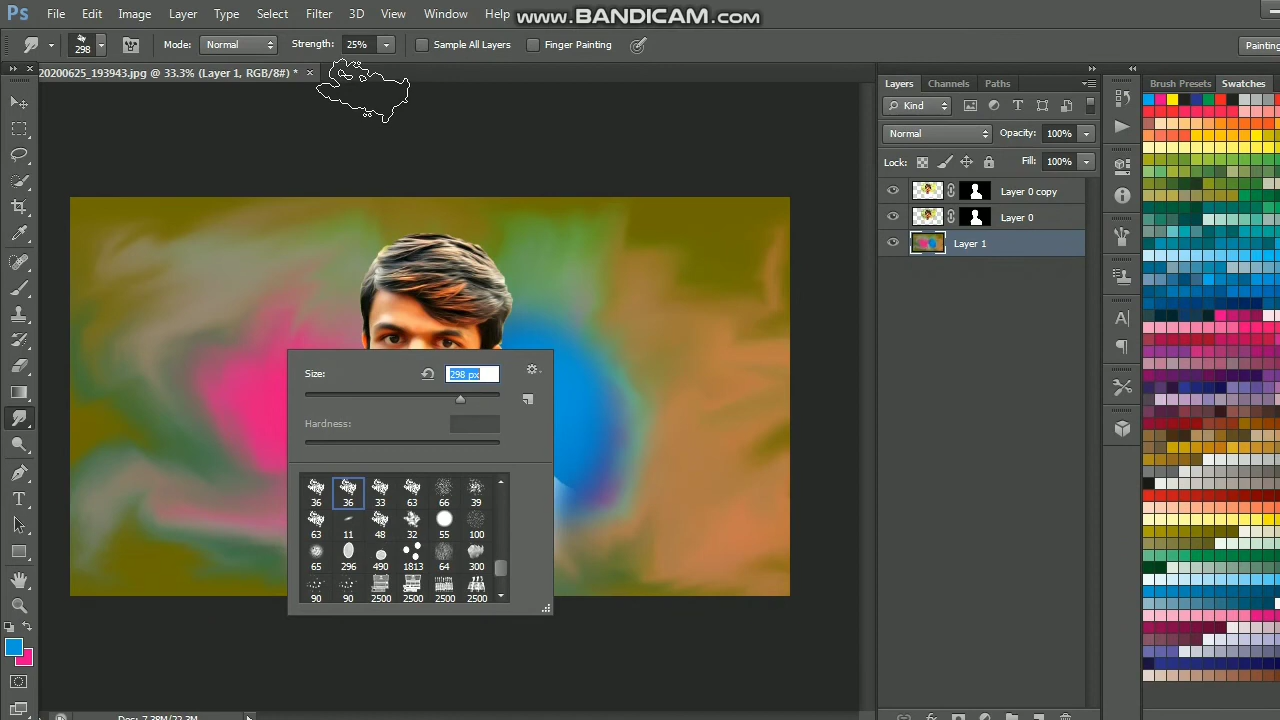 Ps File Edit Image Layer Type Select Filter 3D View Window Help
www.BANDICAM.com
298 Mode: Normal Strength: 25% Sample All Layers Finger Painting Painting
20200625_193943.jpg @ 33.3% (Layer 1, RGB/8#) * ×
Layers Channels Paths
Brush Presets Swatches
Kind
Normal Opacity: 100%
Lock: Fill: 100%
Layer 0 copy
Layer 0
Layer 1
Size: 298 px
Hardness:
36 36 33 63 66 39
63 11 48 32 55 100
65 296 490 1813 64 300
90 90 2500 2500 2500 2500
Doc: 7.38M/22.3M